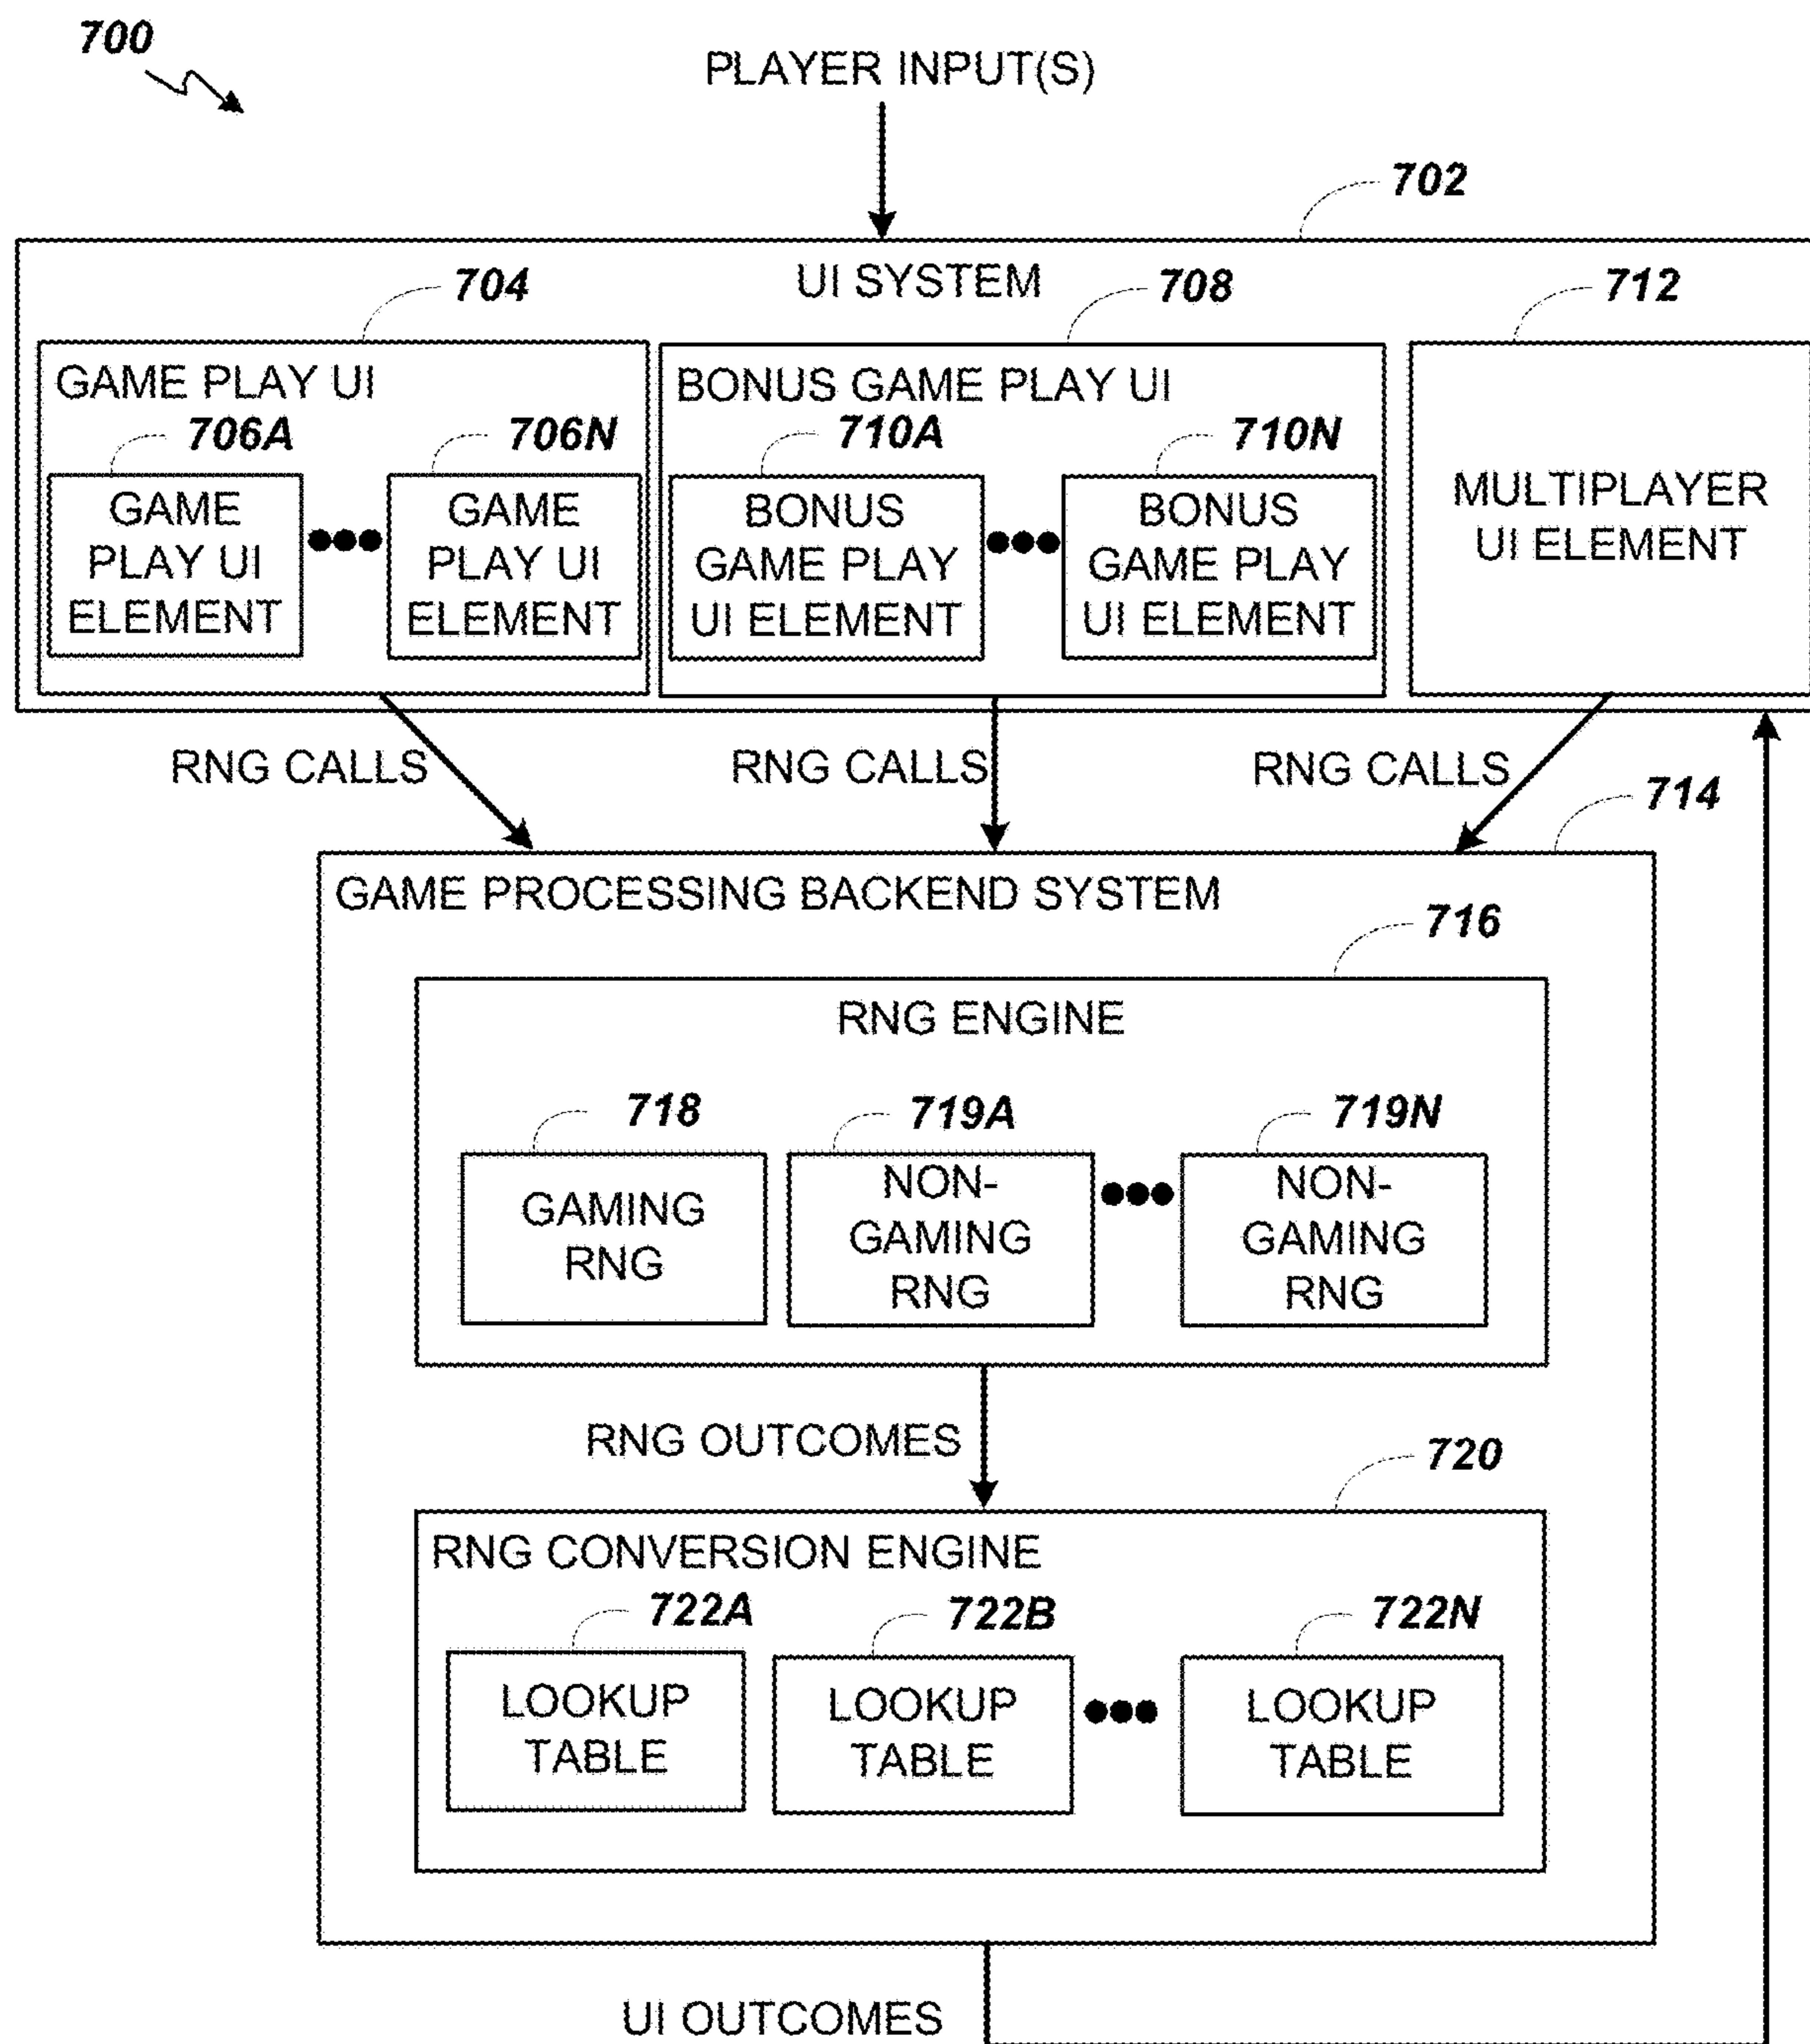 700
PLAYER INPUT(S)
702
UI SYSTEM
704
708
712
GAME PLAY UI
BONUS GAME PLAY UI
706A
706N
710A
710N
GAME
PLAY UI
ELEMENT
GAME
PLAY UI
ELEMENT
BONUS
GAME PLAY
UI ELEMENT
BONUS
GAME PLAY
UI ELEMENT
MULTIPLAYER
UI ELEMENT
RNG CALLS
RNG CALLS
RNG CALLS
714
GAME PROCESSING BACKEND SYSTEM
716
RNG ENGINE
718
719A
719N
GAMING
RNG
NON-
GAMING
RNG
NON-
GAMING
RNG
RNG OUTCOMES
720
RNG CONVERSION ENGINE
722A
722B
722N
LOOKUP
TABLE
LOOKUP
TABLE
LOOKUP
TABLE
UI OUTCOMES